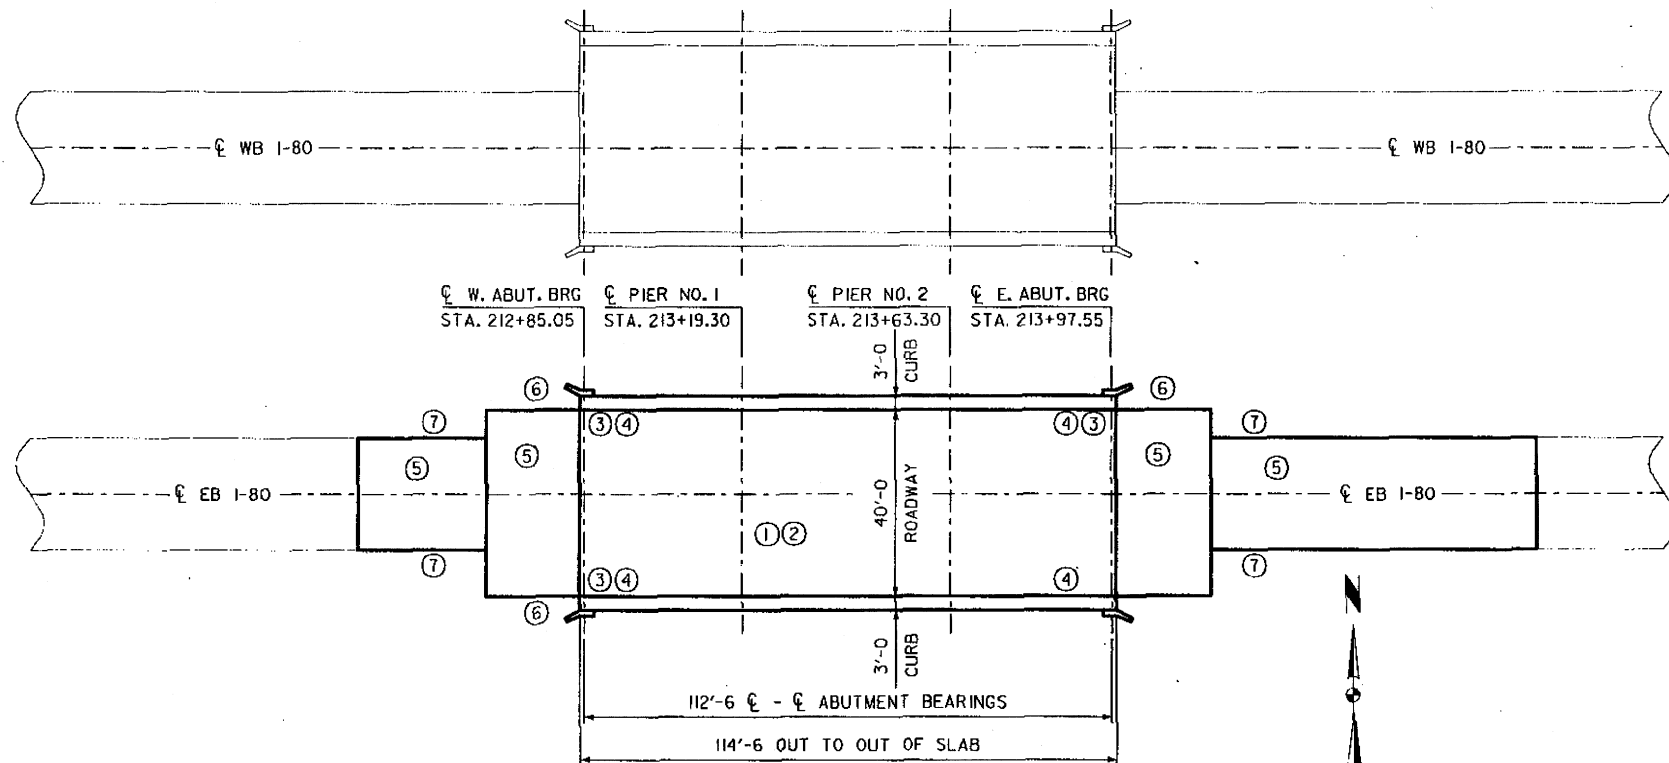 ℄ WB I-80
℄ WB I-80
℄ W. ABUT. BRG
STA. 212+85.05
℄ PIER NO. 1
STA. 213+19.30
℄ PIER NO. 2
STA. 213+63.30
℄ E. ABUT. BRG
STA. 213+97.55
3'-0
CURB
⑥
⑥
⑦
③④
④③
⑦
⑤
⑤
⑤
⑤
℄ EB I-80
40'-0
ROADWAY
℄ EB I-80
①②
⑦
③④
④
⑦
⑥
3'-0
CURB
N
112'-6 ℄ - ℄ ABUTMENT BEARINGS
114'-6 OUT TO OUT OF SLAB